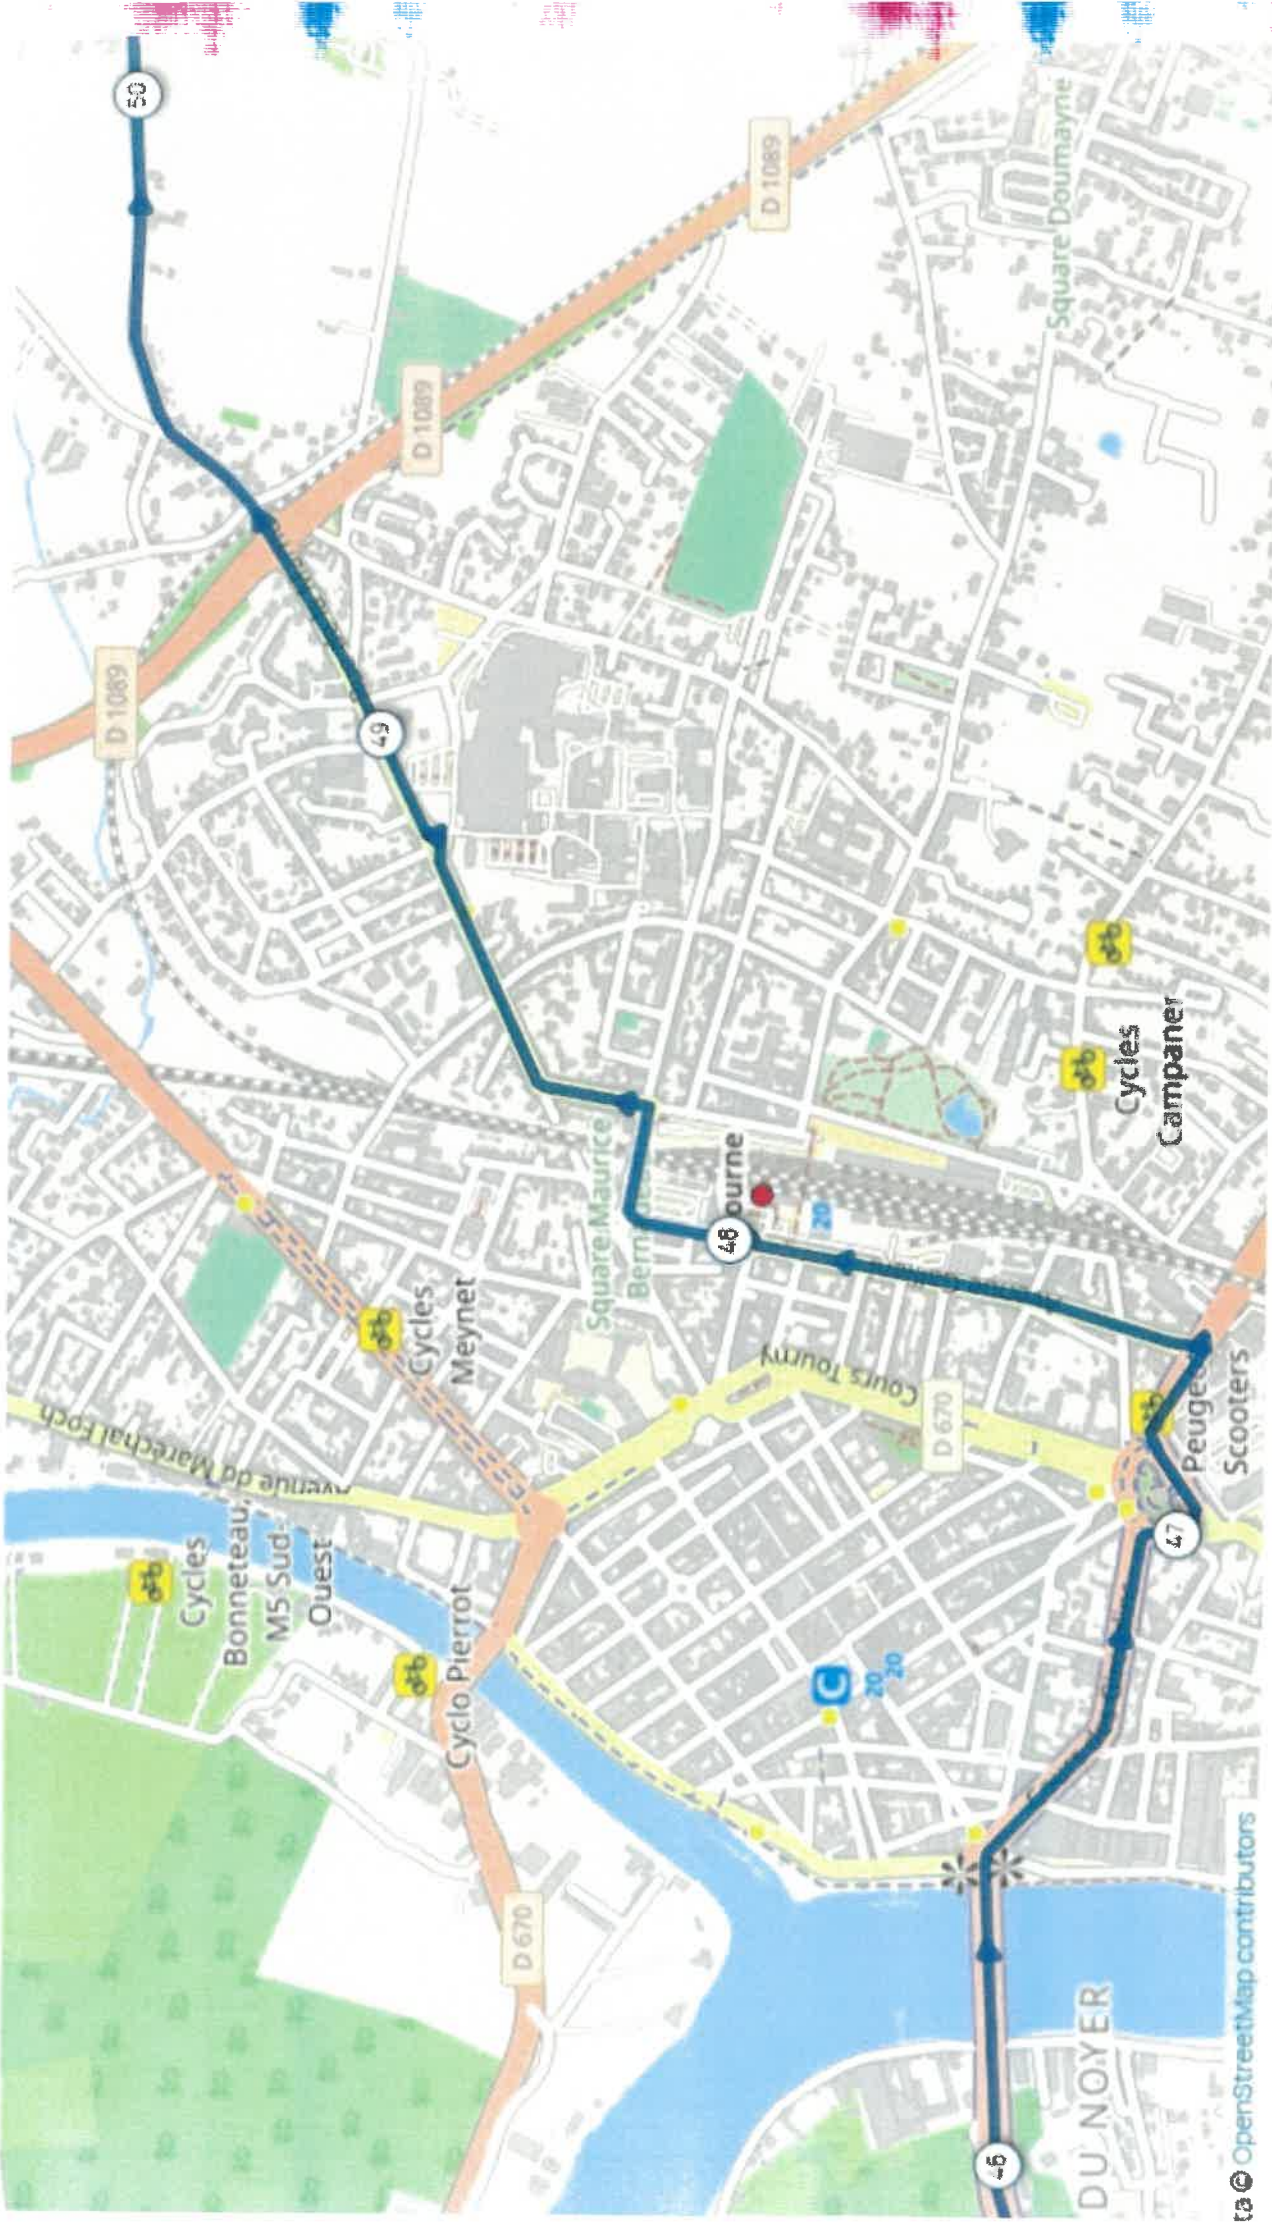 50
D 1089
D 1089
D 1089
Square Doumayne
49
48
ourne
20
Square Maurice
Cycles
Campaner
Cycles
Meynet
avenue du Maréchal Foch
Cours Tourny
D 670
Peugeo
Scooters
47
Cycles
Bonneteau,
MS Sud-
Ouest
Cyclo Pierrot
C
20
20
D 670
46
DU NOYER
ta © OpenStreetMap contributors